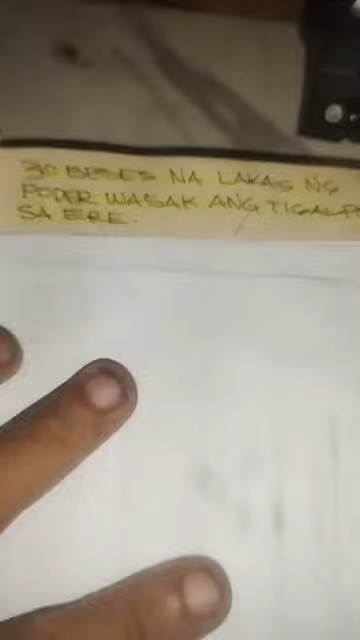 30 BESES NA LAKAS NG
PODER WASAK ANG
SA ERE.